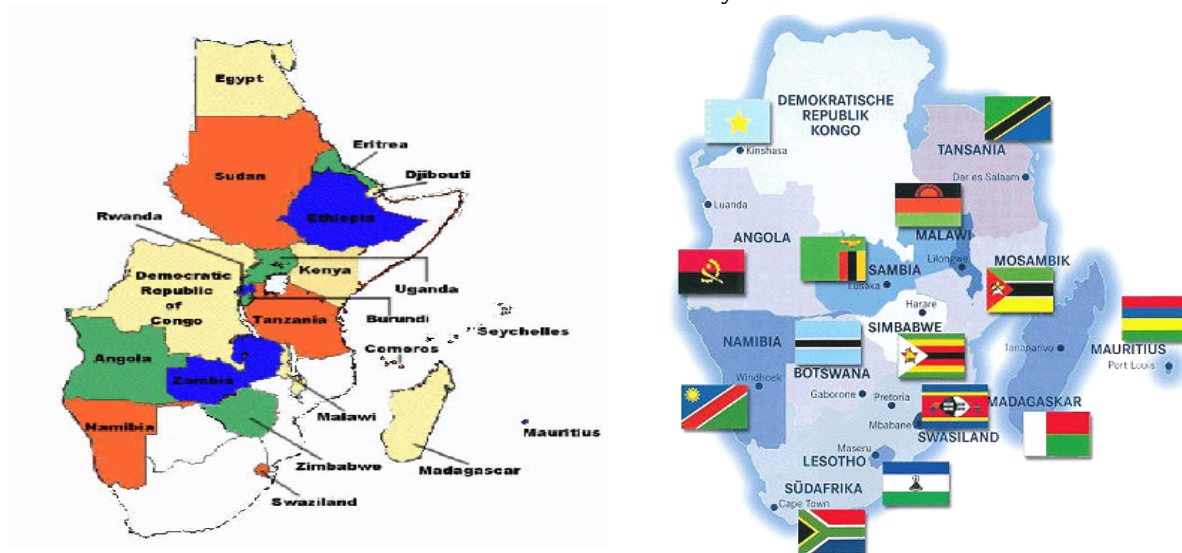 Egypt
Eritrea
Djibouti
Sudan
Rwanda
Ethiopia
Kenya
Uganda
Democratic
Republic
of
Congo
Tanzania
Burundi
Seychelles
Comoros
Angola
Zambia
Malawi
Namibia
Zimbabwe
Mauritius
Madagascar
Swaziland
DEMOKRATISCHE
REPUBLIK
KONGO
Kinshasa
TANSANIA
Dar es Salaam
Luanda
ANGOLA
MALAWI
Lilongwe
MOSAMBIK
SAMBIA
Lusaka
Harare
SIMBABWE
NAMIBIA
Windhoek
BOTSWANA
Gaborone
Pretoria
Tananarivo
MAURITIUS
Port Louis
MADAGASKAR
Mbabane
SWASILAND
Maseru
LESOTHO
SÜDAFRIKA
Cape Town